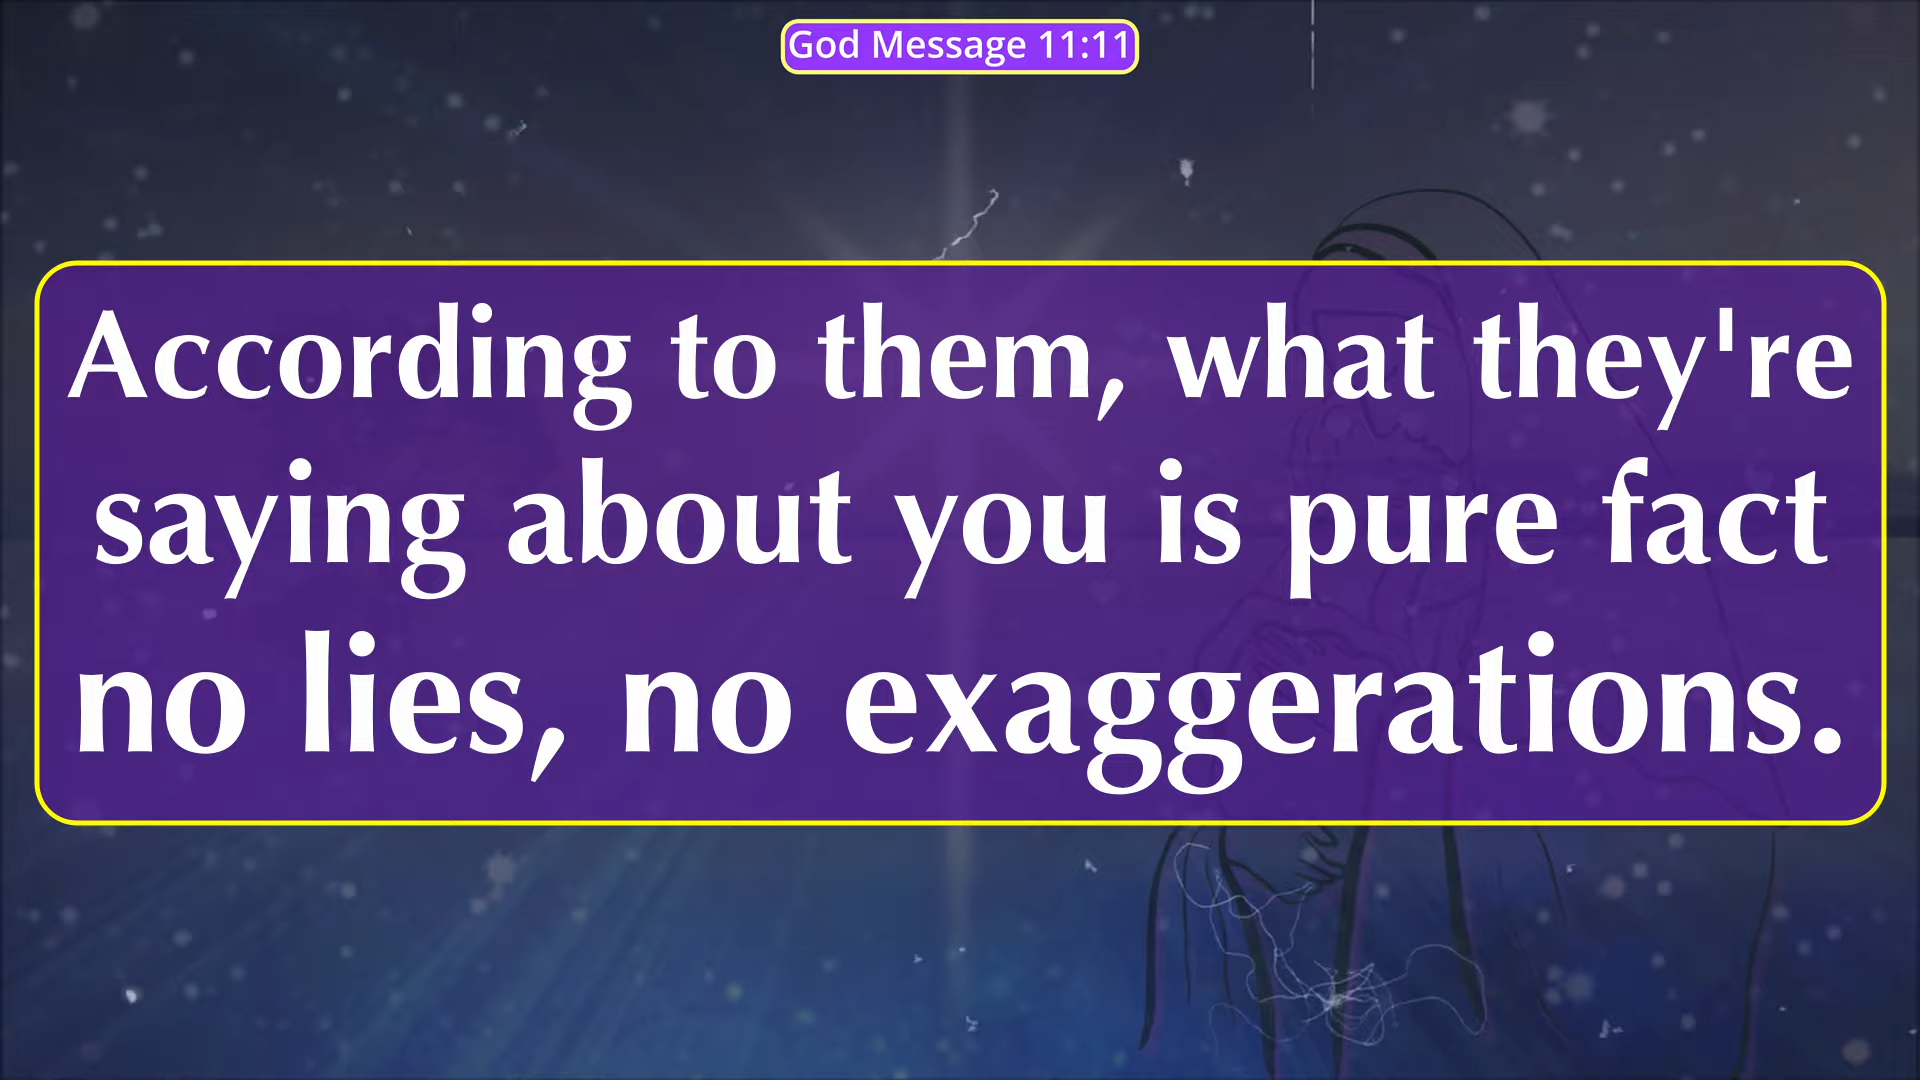 God Message 11:11
According to them, what they're
saying about you is pure fact
no lies, no exaggerations.